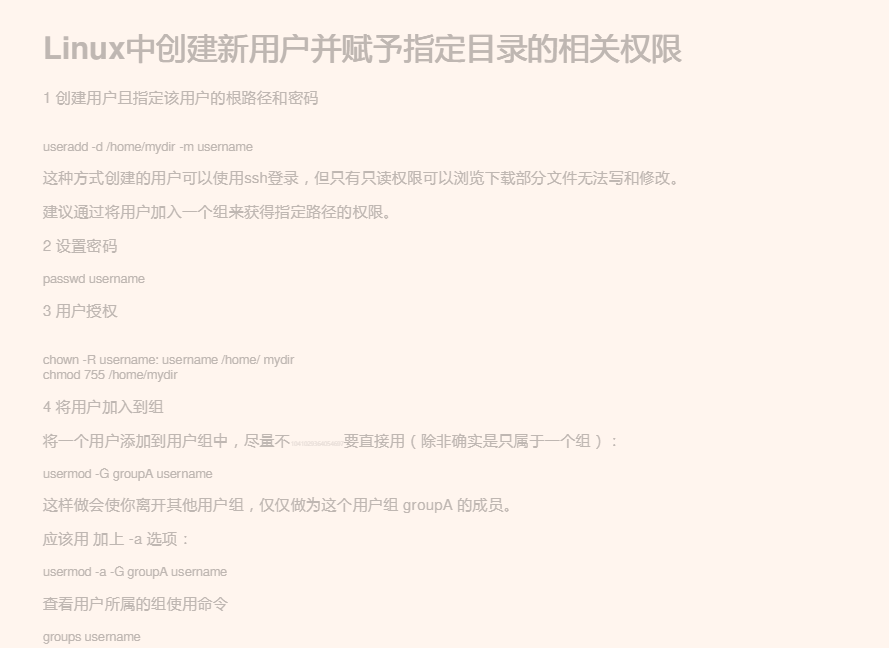 Linux中创建新用户并赋予指定目录的相关权限
1 创建用户且指定该用户的根路径和密码
useradd -d /home/mydir -m username
这种方式创建的用户可以使用ssh登录，但只有只读权限可以浏览下载部分文件无法写和修改。
建议通过将用户加入一个组来获得指定路径的权限。
2 设置密码
passwd username
3 用户授权
chown -R username: username /home/ mydir
chmod 755 /home/mydir
4 将用户加入到组
将一个用户添加到用户组中，尽量不要直接用（除非确实是只属于一个组）：
usermod -G groupA username
这样做会使你离开其他用户组，仅仅做为这个用户组 groupA 的成员。
应该用 加上 -a 选项：
usermod -a -G groupA username
查看用户所属的组使用命令
groups username